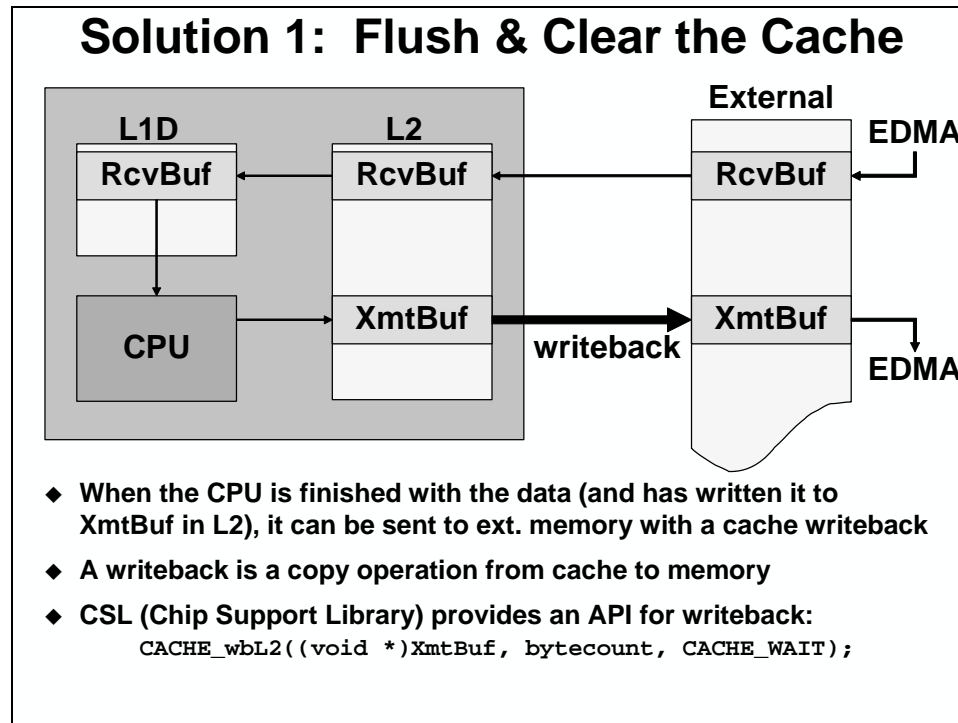 Solution 1: Flush & Clear the Cache
External
L1D
L2
EDMA
RcvBuf
RcvBuf
RcvBuf
CPU
XmtBuf
XmtBuf
writeback
EDMA
◆ When the CPU is finished with the data (and has written it to
XmtBuf in L2), it can be sent to ext. memory with a cache writeback
◆ A writeback is a copy operation from cache to memory
◆ CSL (Chip Support Library) provides an API for writeback:
CACHE_wbL2((void *)XmtBuf, bytecount, CACHE_WAIT);